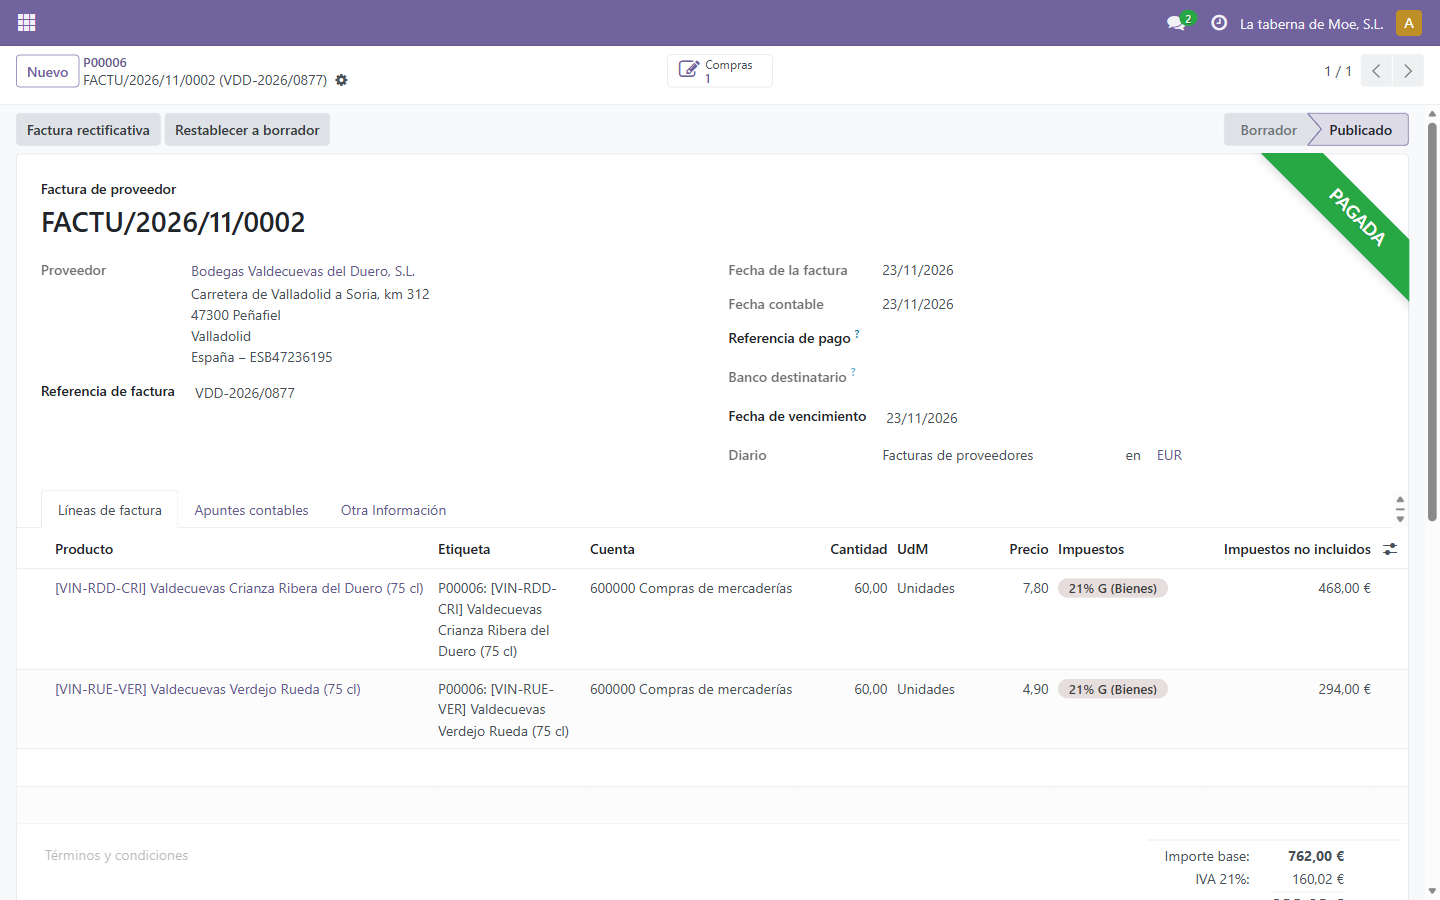 2
La taberna de Moe, S.L.
A
Nuevo
P00006
FACTU/2026/11/0002 (VDD-2026/0877)
Compras
1
1 / 1
Factura rectificativa
Restablecer a borrador
Borrador
Publicado
PAGADA
Factura de proveedor
FACTU/2026/11/0002
Proveedor
Bodegas Valdecuevas del Duero, S.L.
Carretera de Valladolid a Soria, km 312
47300 Peñafiel
Valladolid
España – ESB47236195
Referencia de factura
VDD-2026/0877
Fecha de la factura
23/11/2026
Fecha contable
23/11/2026
Referencia de pago ?
Banco destinatario ?
Fecha de vencimiento
23/11/2026
Diario
Facturas de proveedores
en
EUR
Líneas de factura
Apuntes contables
Otra Información
Producto
Etiqueta
Cuenta
Cantidad
UdM
Precio
Impuestos
Impuestos no incluidos
[VIN-RDD-CRI] Valdecuevas Crianza Ribera del Duero (75 cl)
P00006: [VIN-RDD-
CRI] Valdecuevas
Crianza Ribera del
Duero (75 cl)
600000 Compras de mercaderías
60,00
Unidades
7,80
21% G (Bienes)
468,00 €
[VIN-RUE-VER] Valdecuevas Verdejo Rueda (75 cl)
P00006: [VIN-RUE-
VER] Valdecuevas
Verdejo Rueda (75 cl)
600000 Compras de mercaderías
60,00
Unidades
4,90
21% G (Bienes)
294,00 €
Términos y condiciones
Importe base:
762,00 €
IVA 21%:
160,02 €